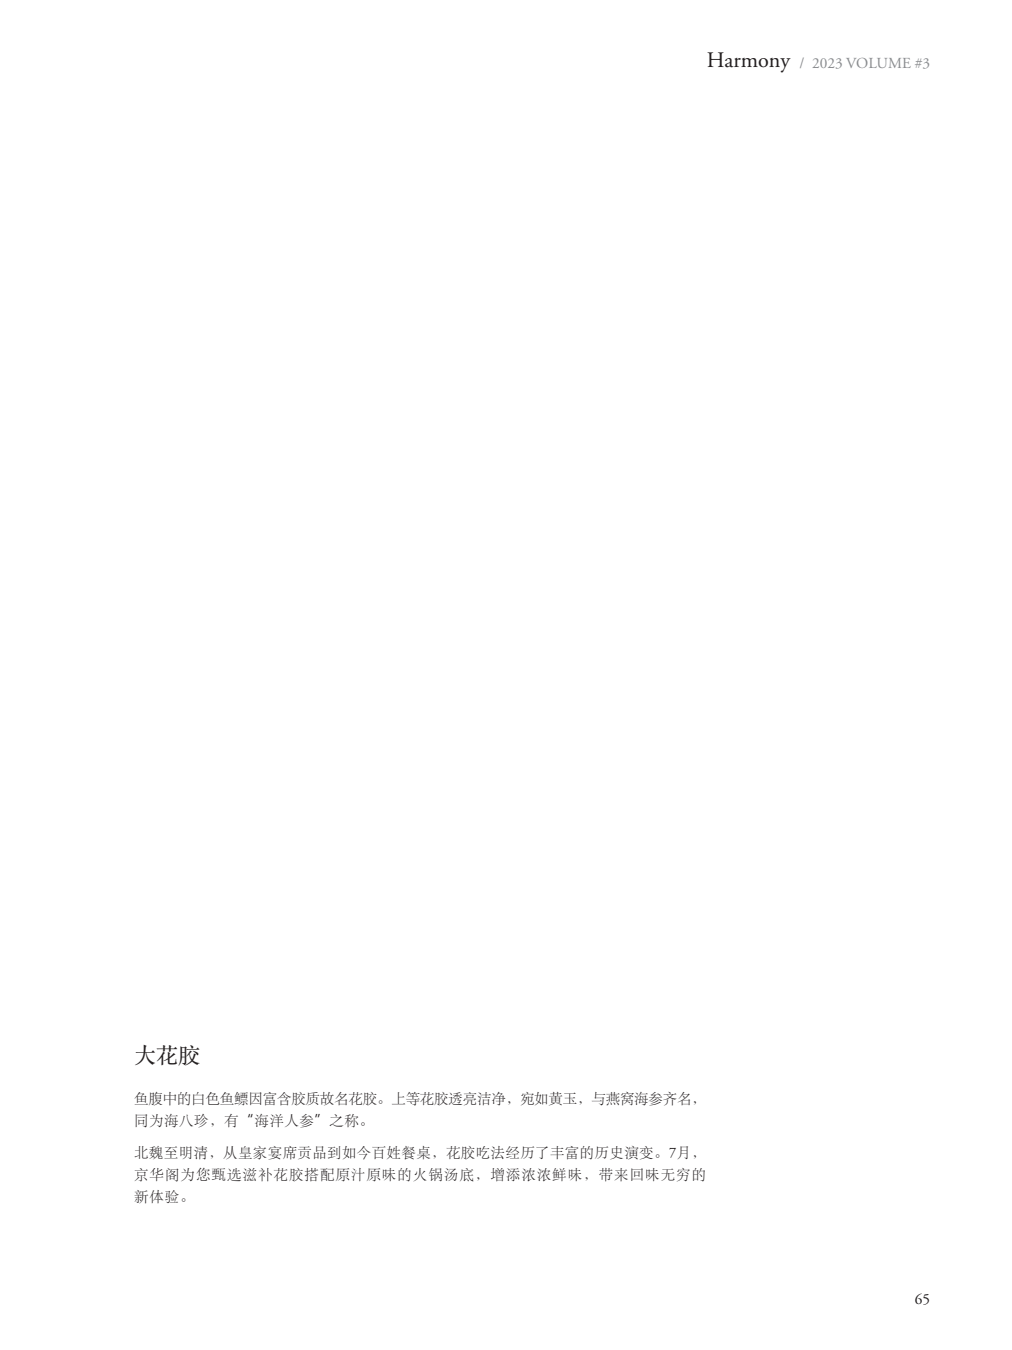 Harmony / 2023 VOLUME #3
大花胶
鱼腹中的白色鱼鳔因富含胶质故名花胶。上等花胶透亮洁净，宛如黄玉，与燕窝海参齐名，
同为海八珍，有“海洋人参”之称。
北魏至明清，从皇家宴席贡品到如今百姓餐桌，花胶吃法经历了丰富的历史演变。7月，
京华阁为您甄选滋补花胶搭配原汁原味的火锅汤底，增添浓浓鲜味，带来回味无穷的
新体验。
65